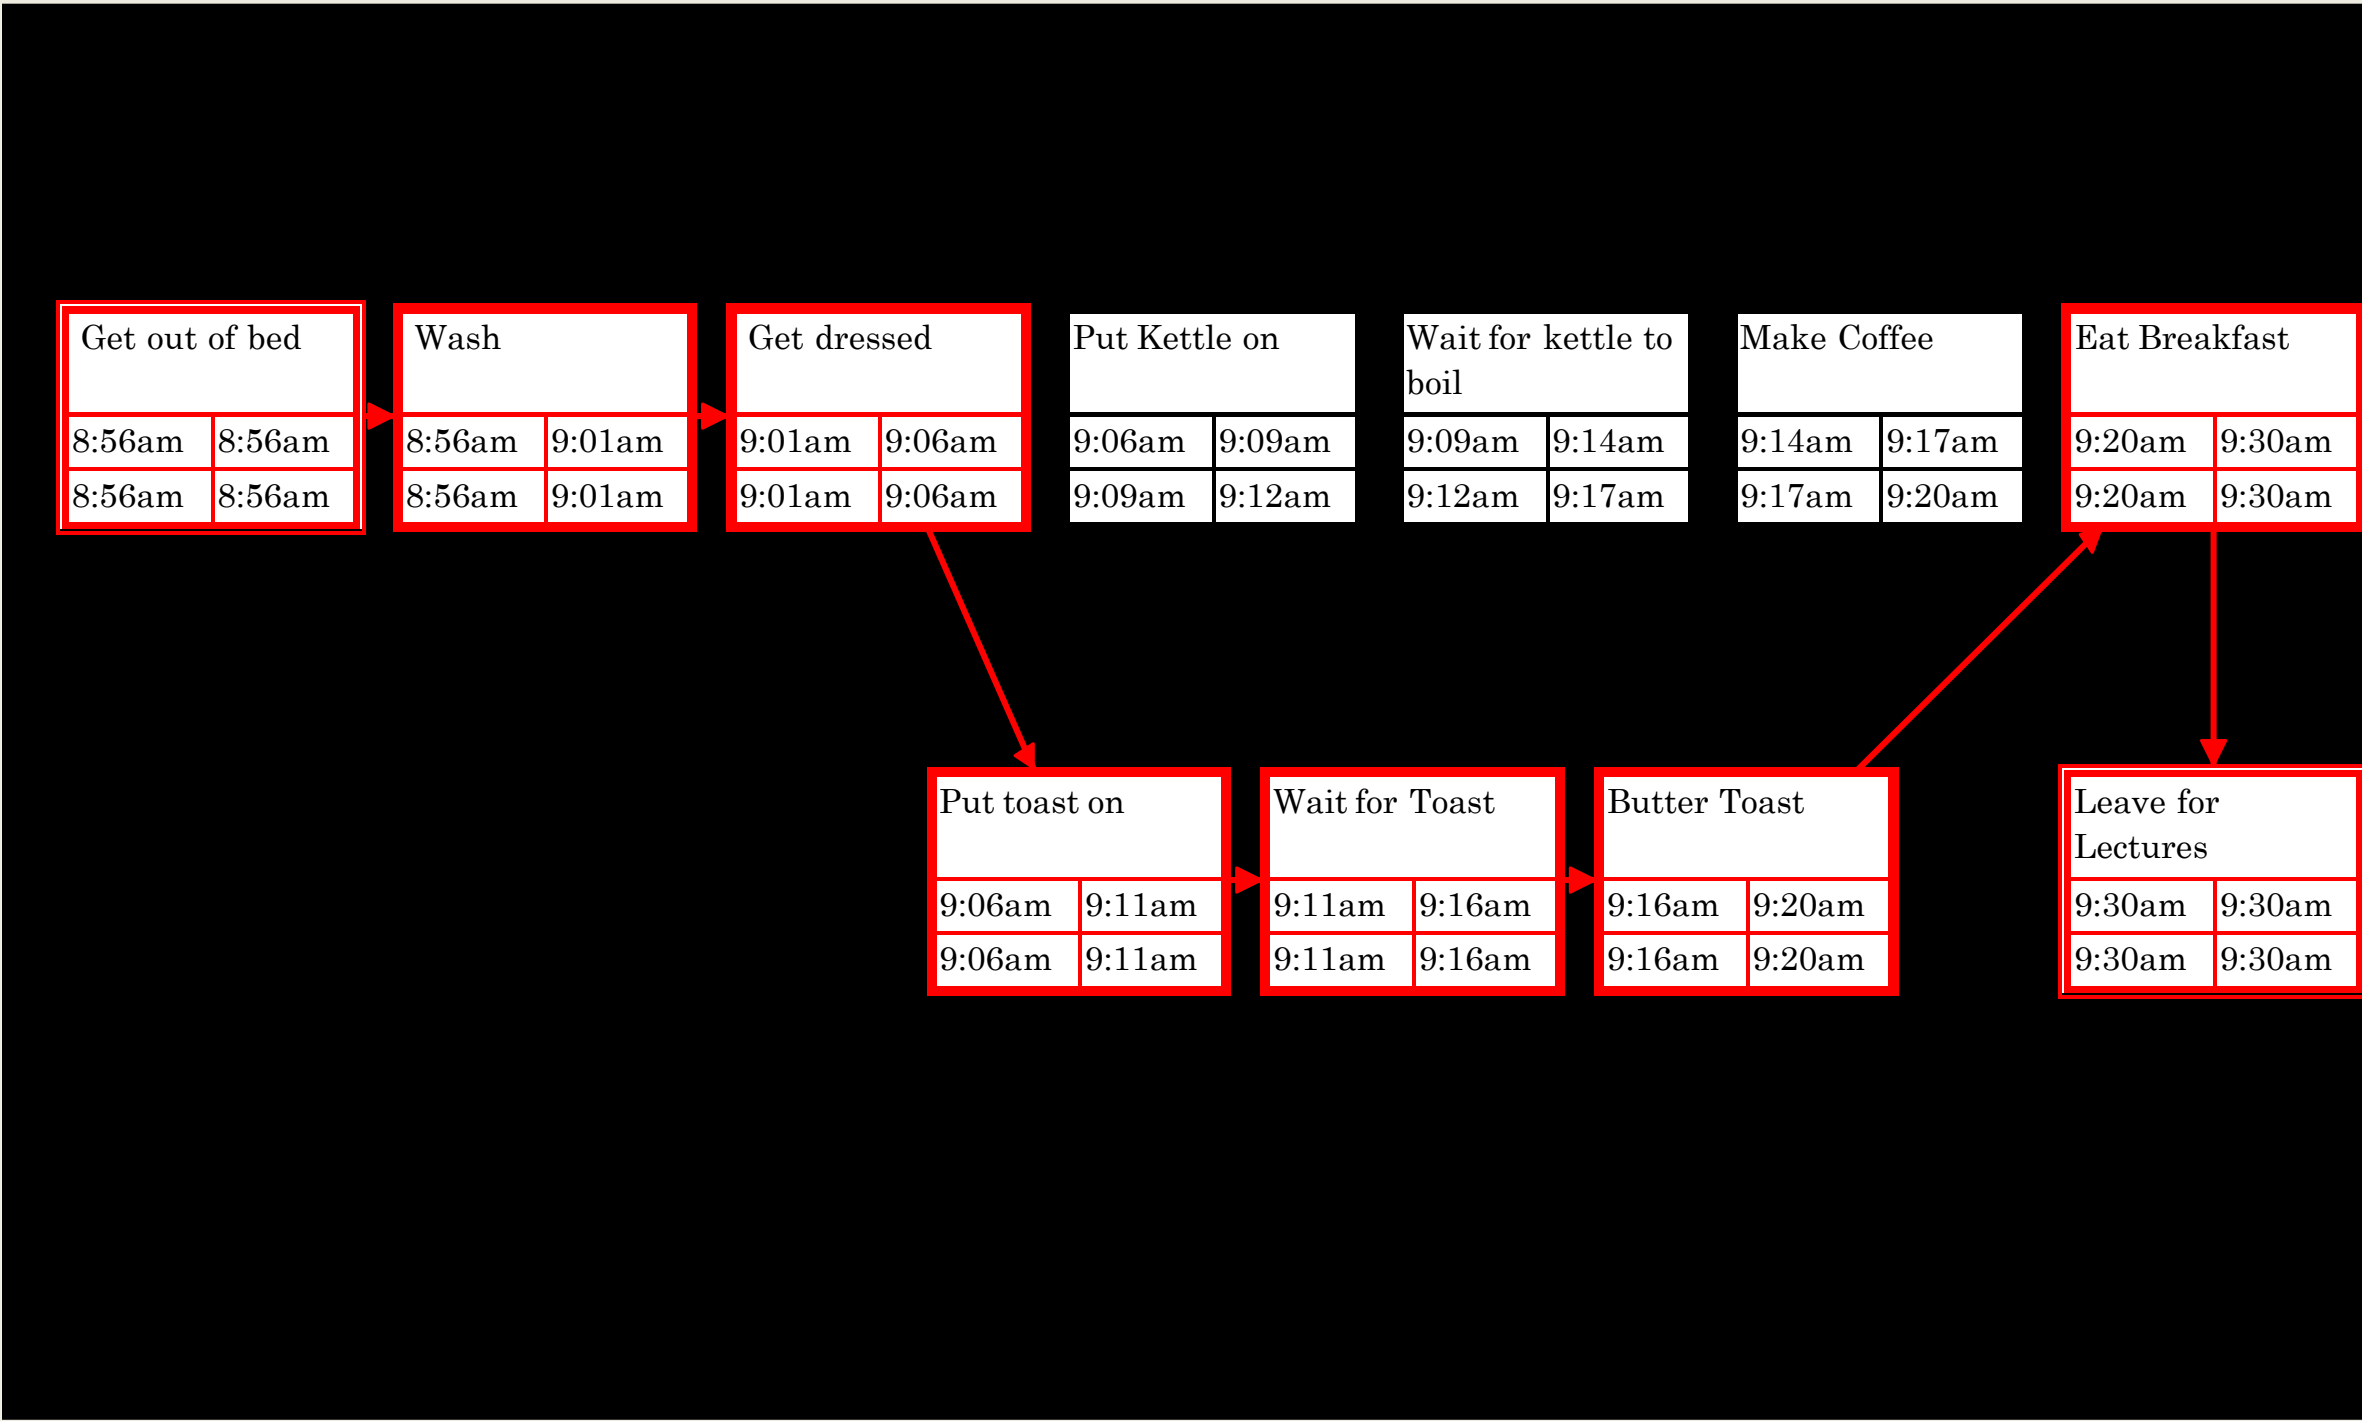 Get out of bed
8:56am 8:56am
8:56am 8:56am
Wash
8:56am 9:01am
8:56am 9:01am
Get dressed
9:01am 9:06am
9:01am 9:06am
Put Kettle on
9:06am 9:09am
9:09am 9:12am
Wait for kettle to
boil
9:09am 9:14am
9:12am 9:17am
Make Coffee
9:14am 9:17am
9:17am 9:20am
Eat Breakfast
9:20am 9:30am
9:20am 9:30am
Put toast on
9:06am 9:11am
9:06am 9:11am
Wait for Toast
9:11am 9:16am
9:11am 9:16am
Butter Toast
9:16am 9:20am
9:16am 9:20am
Leave for
Lectures
9:30am 9:30am
9:30am 9:30am